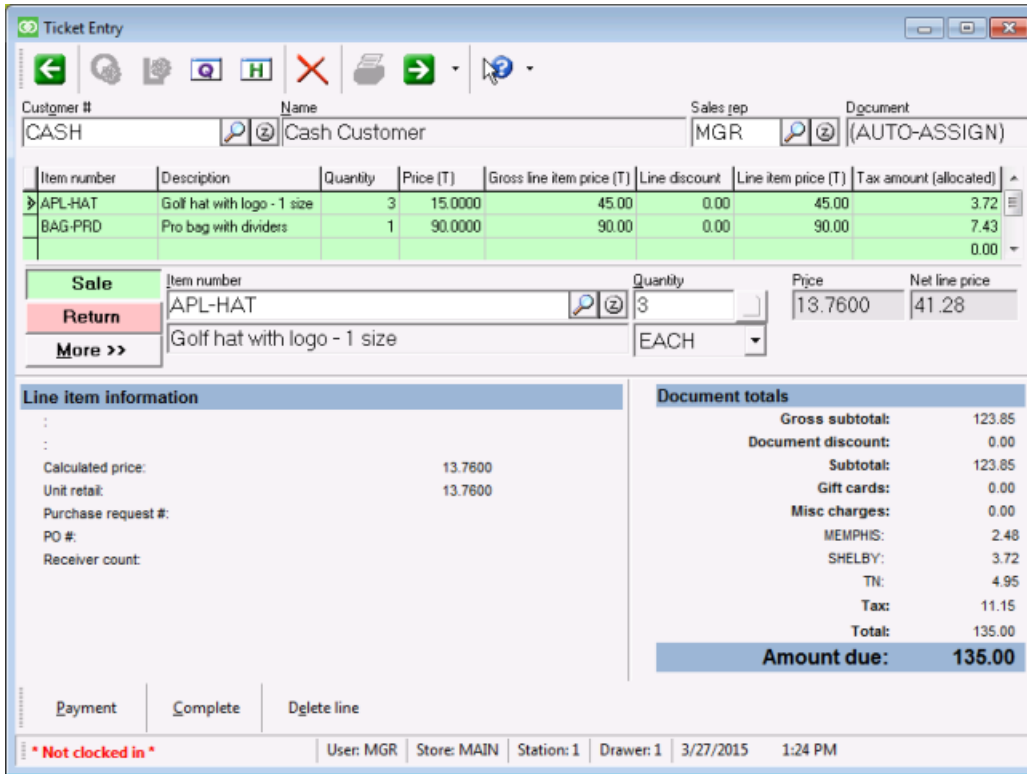 Ticket Entry
Q H
Customer # Name Sales rep Document
CASH Cash Customer MGR (AUTO-ASSIGN)
Item number Description Quantity Price (T) Gross line item price (T) Line discount Line item price (T) Tax amount (allocated)
APL-HAT Golf hat with logo - 1 size 3 15.0000 45.00 0.00 45.00 3.72
BAG-PRD Pro bag with dividers 1 90.0000 90.00 0.00 90.00 7.43
0.00
Sale Item number Quantity Price Net line price
APL-HAT 3 13.7600 41.28
Return
Golf hat with logo - 1 size EACH
More >>
Line item information Document totals
: Gross subtotal: 123.85
: Document discount: 0.00
Calculated price: 13.7600 Subtotal: 123.85
Unit retail: 13.7600 Gift cards: 0.00
Purchase request #: Misc charges: 0.00
PO #: MEMPHIS: 2.48
Receiver count: SHELBY: 3.72
TN: 4.95
Tax: 11.15
Total: 135.00
Amount due: 135.00
Payment Complete Delete line
* Not clocked in * User: MGR Store: MAIN Station: 1 Drawer: 1 3/27/2015 1:24 PM